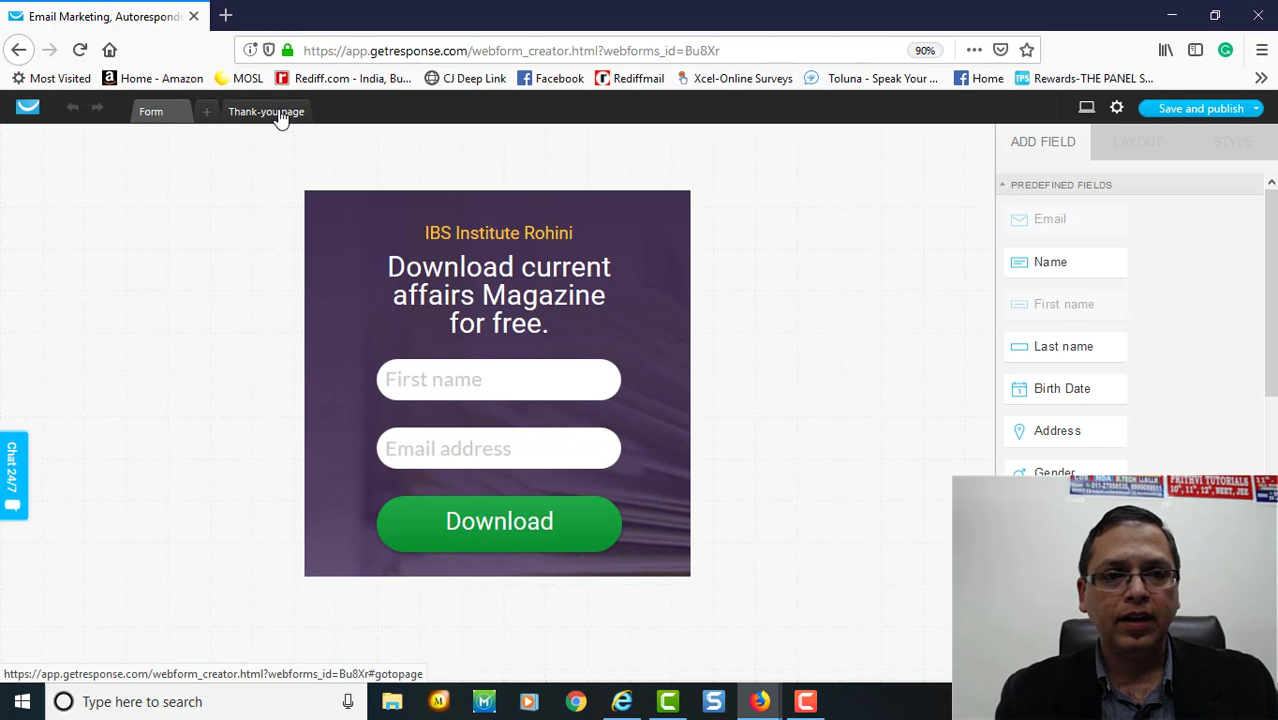 Email Marketing, Autoresponde
https://app.getresponse.com/webform_creator.html?webforms_id=Bu8Xr
90%
Most Visited
Home - Amazon
MOSL
Rediff.com - India, Bu...
CJ Deep Link
Facebook
Rediffmail
Xcel-Online Surveys
Toluna - Speak Your ...
Home
Rewards-THE PANEL S...
Form
+
Thank-you page
Save and publish
ADD FIELD
LAYOUT
STYLE
PREDEFINED FIELDS
Email
Name
First name
Last name
Birth Date
Address
Gender
IBS Institute Rohini
Download current
affairs Magazine
for free.
First name
Email address
Download
Chat 24/7
PRITHVI TUTORIALS
https://app.getresponse.com/webform_creator.html?webforms_id=Bu8Xr#gotopage
Type here to search